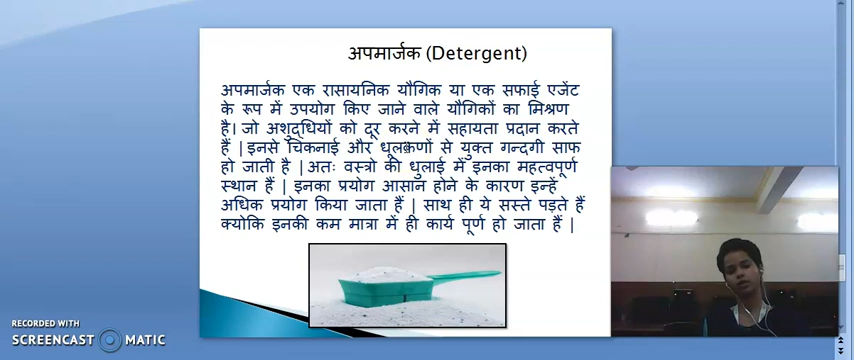 अपमार्जक (Detergent)
अपमार्जक एक रासायनिक यौगिक या एक सफाई एजेंट
के रूप में उपयोग किए जाने वाले यौगिकों का मिश्रण
है। जो अशुद्धियों को दूर करने में सहायता प्रदान करते
हैं | इनसे चिकनाई और धूलकणों से युक्त गन्दगी साफ
हो जाती है | अतः वस्त्रो की धुलाई में इनका महत्वपूर्ण
स्थान हैं | इनका प्रयोग आसान होने के कारण इन्हें
अधिक प्रयोग किया जाता हैं | साथ ही ये सस्ते पड़ते हैं
क्योकि इनकी कम मात्रा में ही कार्य पूर्ण हो जाता हैं |
RECORDED WITH
SCREENCAST MATIC